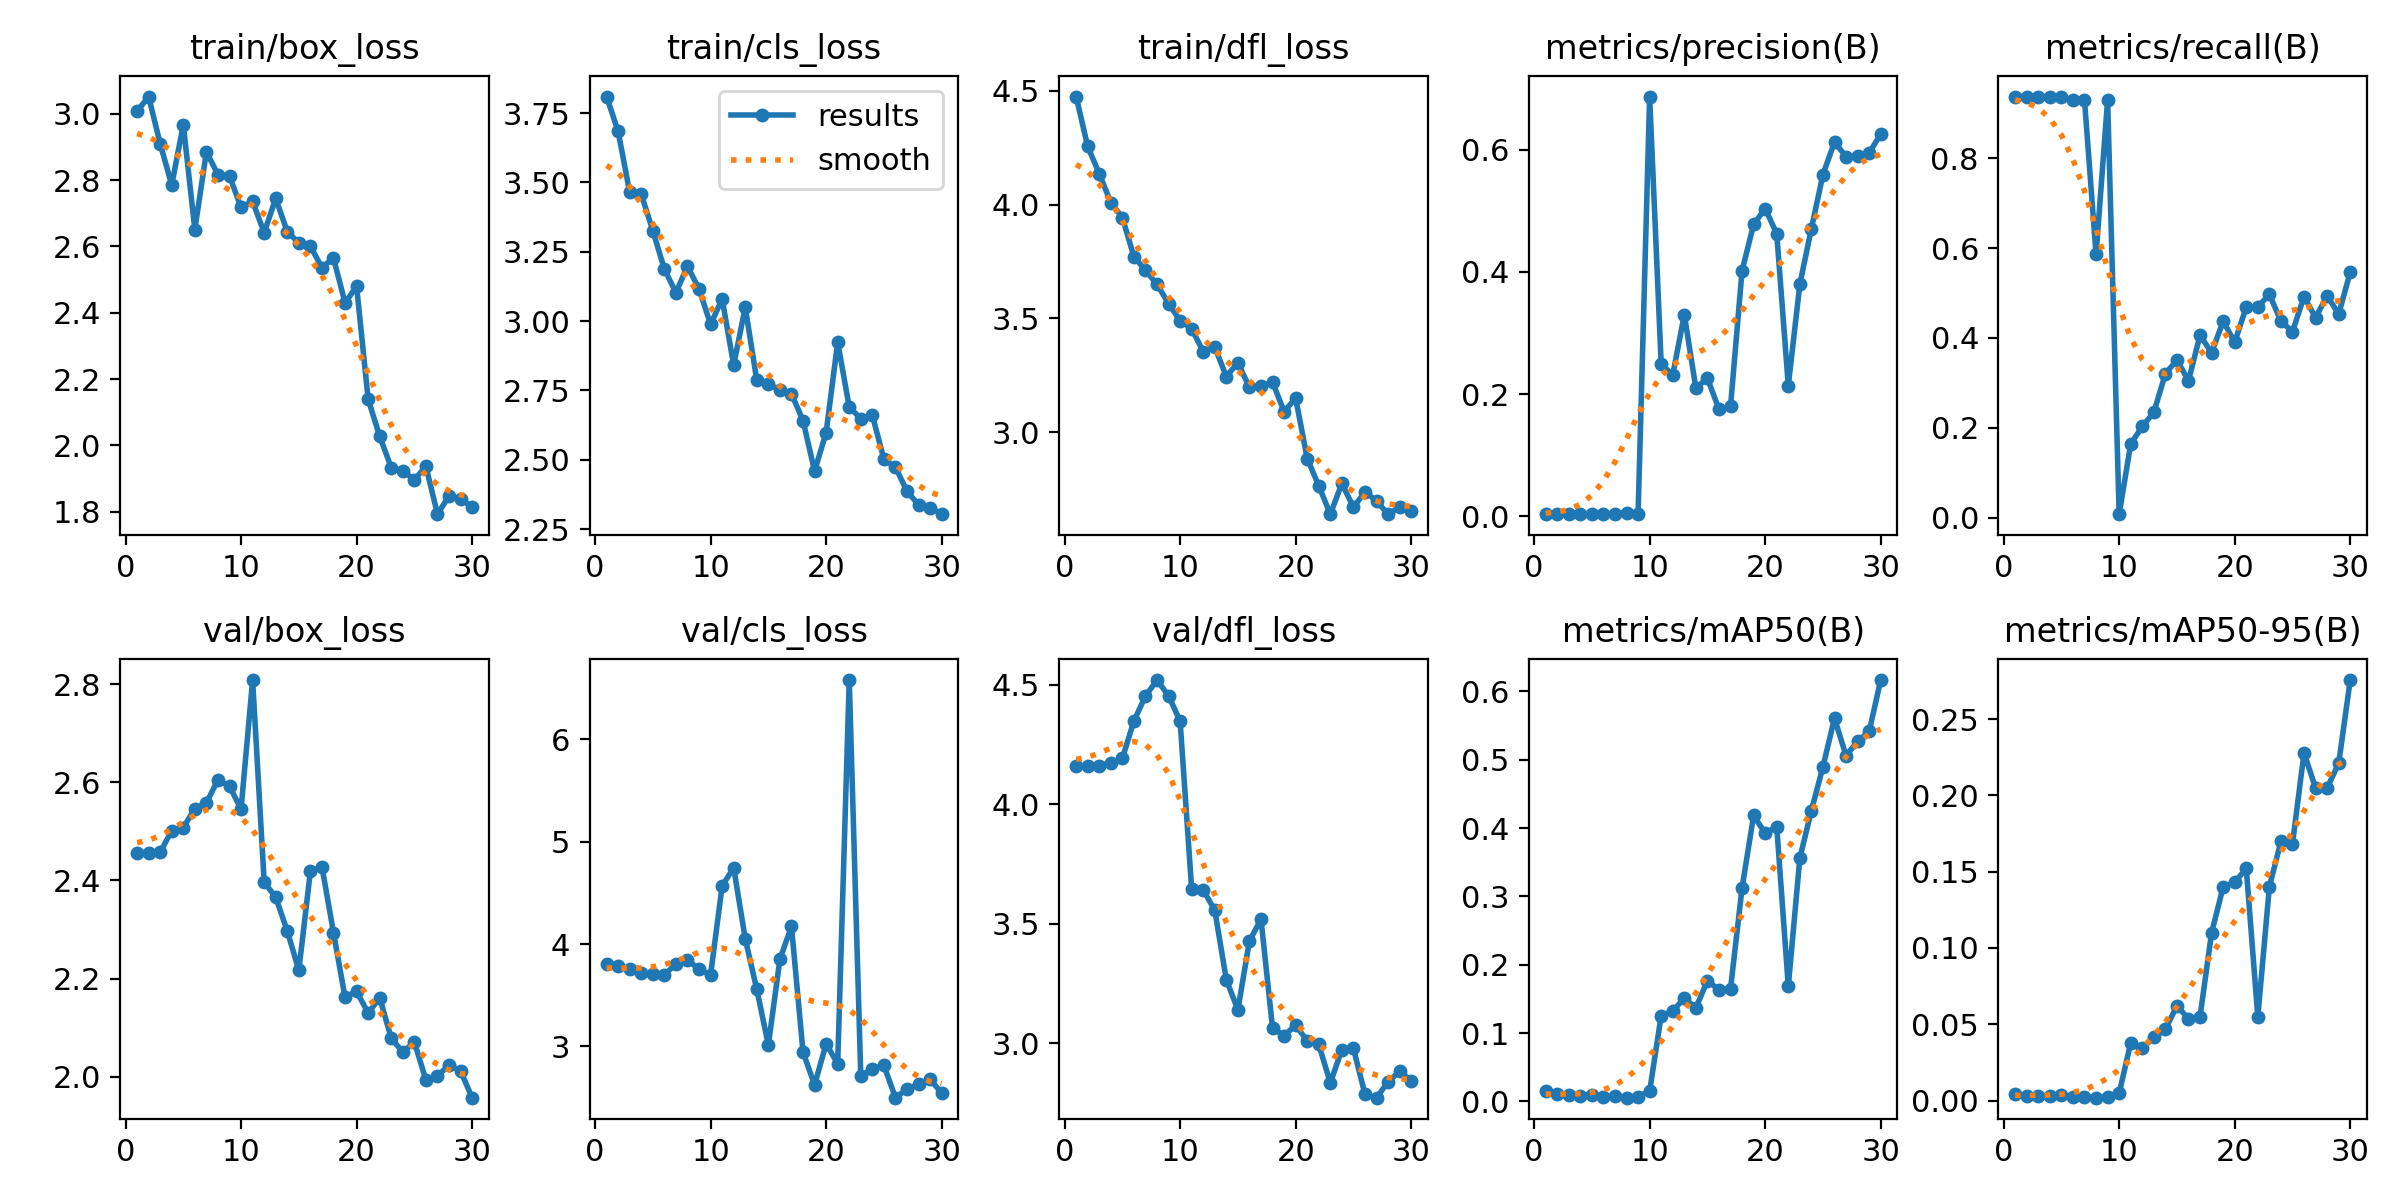 train/box_loss
train/cls_loss
train/dfl_loss
metrics/precision(B)
metrics/recall(B)
3.0
2.8
2.6
2.4
2.2
2.0
1.8
0 10 20 30
3.75
3.50
3.25
3.00
2.75
2.50
2.25
0 10 20 30
results
smooth
4.5
4.0
3.5
3.0
0 10 20 30
0.6
0.4
0.2
0.0
0 10 20 30
0.8
0.6
0.4
0.2
0.0
0 10 20 30
val/box_loss
val/cls_loss
val/dfl_loss
metrics/mAP50(B)
metrics/mAP50-95(B)
2.8
2.6
2.4
2.2
2.0
0 10 20 30
6
5
4
3
0 10 20 30
4.5
4.0
3.5
3.0
0 10 20 30
0.6
0.5
0.4
0.3
0.2
0.1
0.0
0 10 20 30
0.25
0.20
0.15
0.10
0.05
0.00
0 10 20 30